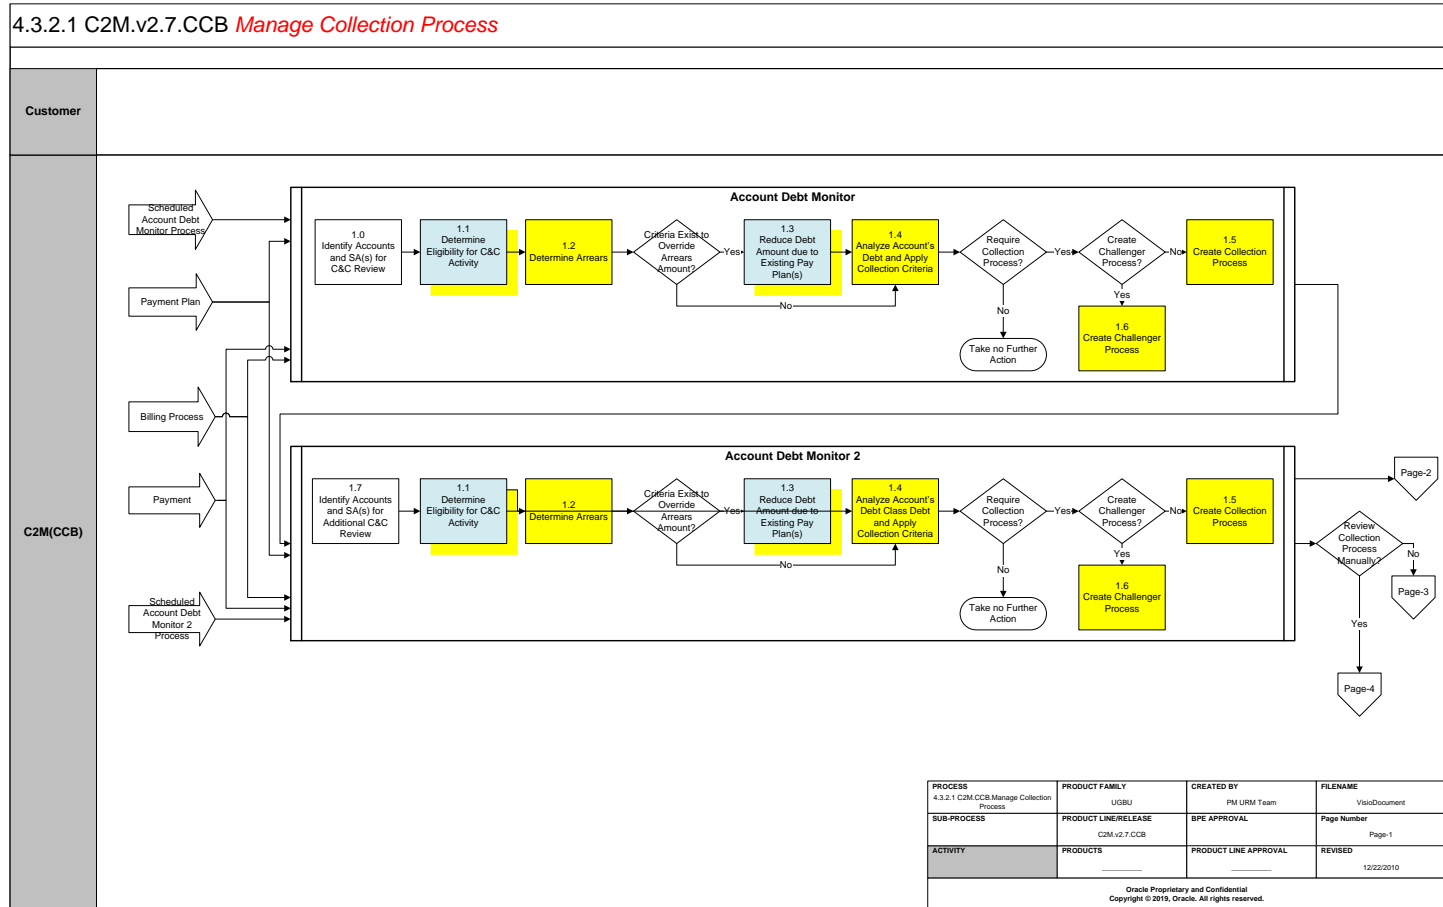 4.3.2.1 C2M.v2.7.CCB Manage Collection Process
Customer
C2M(CCB)
Scheduled
Account Debt
Monitor Process
Payment Plan
Billing Process
Payment
Scheduled
Account Debt
Monitor 2
Process
Account Debt Monitor
1.0
Identify Accounts
and SA(s) for
C&C Review
1.1
Determine
Eligibility for C&C
Activity
1.2
Determine Arrears
Criteria Exist to
Override
Arrears
Amount?
Yes
No
1.3
Reduce Debt
Amount due to
Existing Pay
Plan(s)
1.4
Analyze Account's
Debt and Apply
Collection Criteria
Require
Collection
Process?
Yes
No
Take no Further
Action
Create
Challenger
Process?
No
Yes
1.5
Create Collection
Process
1.6
Create Challenger
Process
Account Debt Monitor 2
1.7
Identify Accounts
and SA(s) for
Additional C&C
Review
1.1
Determine
Eligibility for C&C
Activity
1.2
Determine Arrears
Criteria Exist to
Override
Arrears
Amount?
Yes
No
1.3
Reduce Debt
Amount due to
Existing Pay
Plan(s)
1.4
Analyze Account's
Debt Class Debt
and Apply
Collection Criteria
Require
Collection
Process?
Yes
No
Take no Further
Action
Create
Challenger
Process?
No
Yes
1.5
Create Collection
Process
1.6
Create Challenger
Process
Page-2
Review
Collection
Process
Manually?
No
Page-3
Yes
Page-4
PROCESS
4.3.2.1 C2M.CCB.Manage Collection
Process
PRODUCT FAMILY
UGBU
CREATED BY
PM URM Team
FILENAME
VisioDocument
SUB-PROCESS
PRODUCT LINE/RELEASE
C2M.v2.7.CCB
BPE APPROVAL
Page Number
Page-1
ACTIVITY
PRODUCTS
PRODUCT LINE APPROVAL
REVISED
12/22/2010
Oracle Proprietary and Confidential
Copyright © 2019, Oracle. All rights reserved.